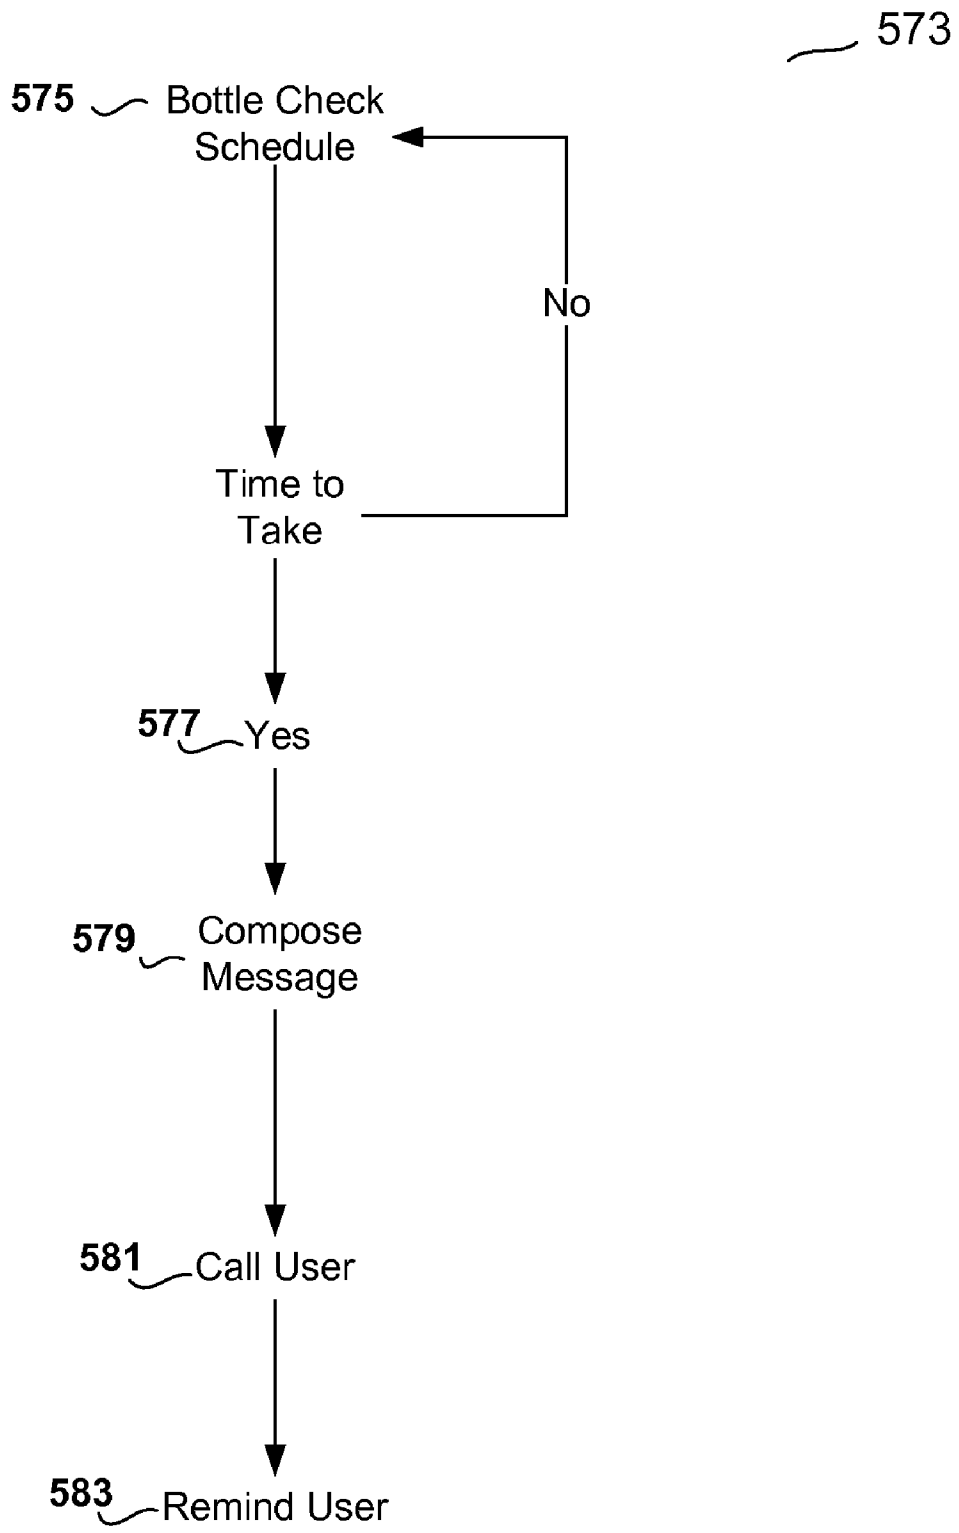 573
575 Bottle Check
Schedule
No
Time to
Take
577 Yes
579 Compose
Message
581 Call User
583 Remind User